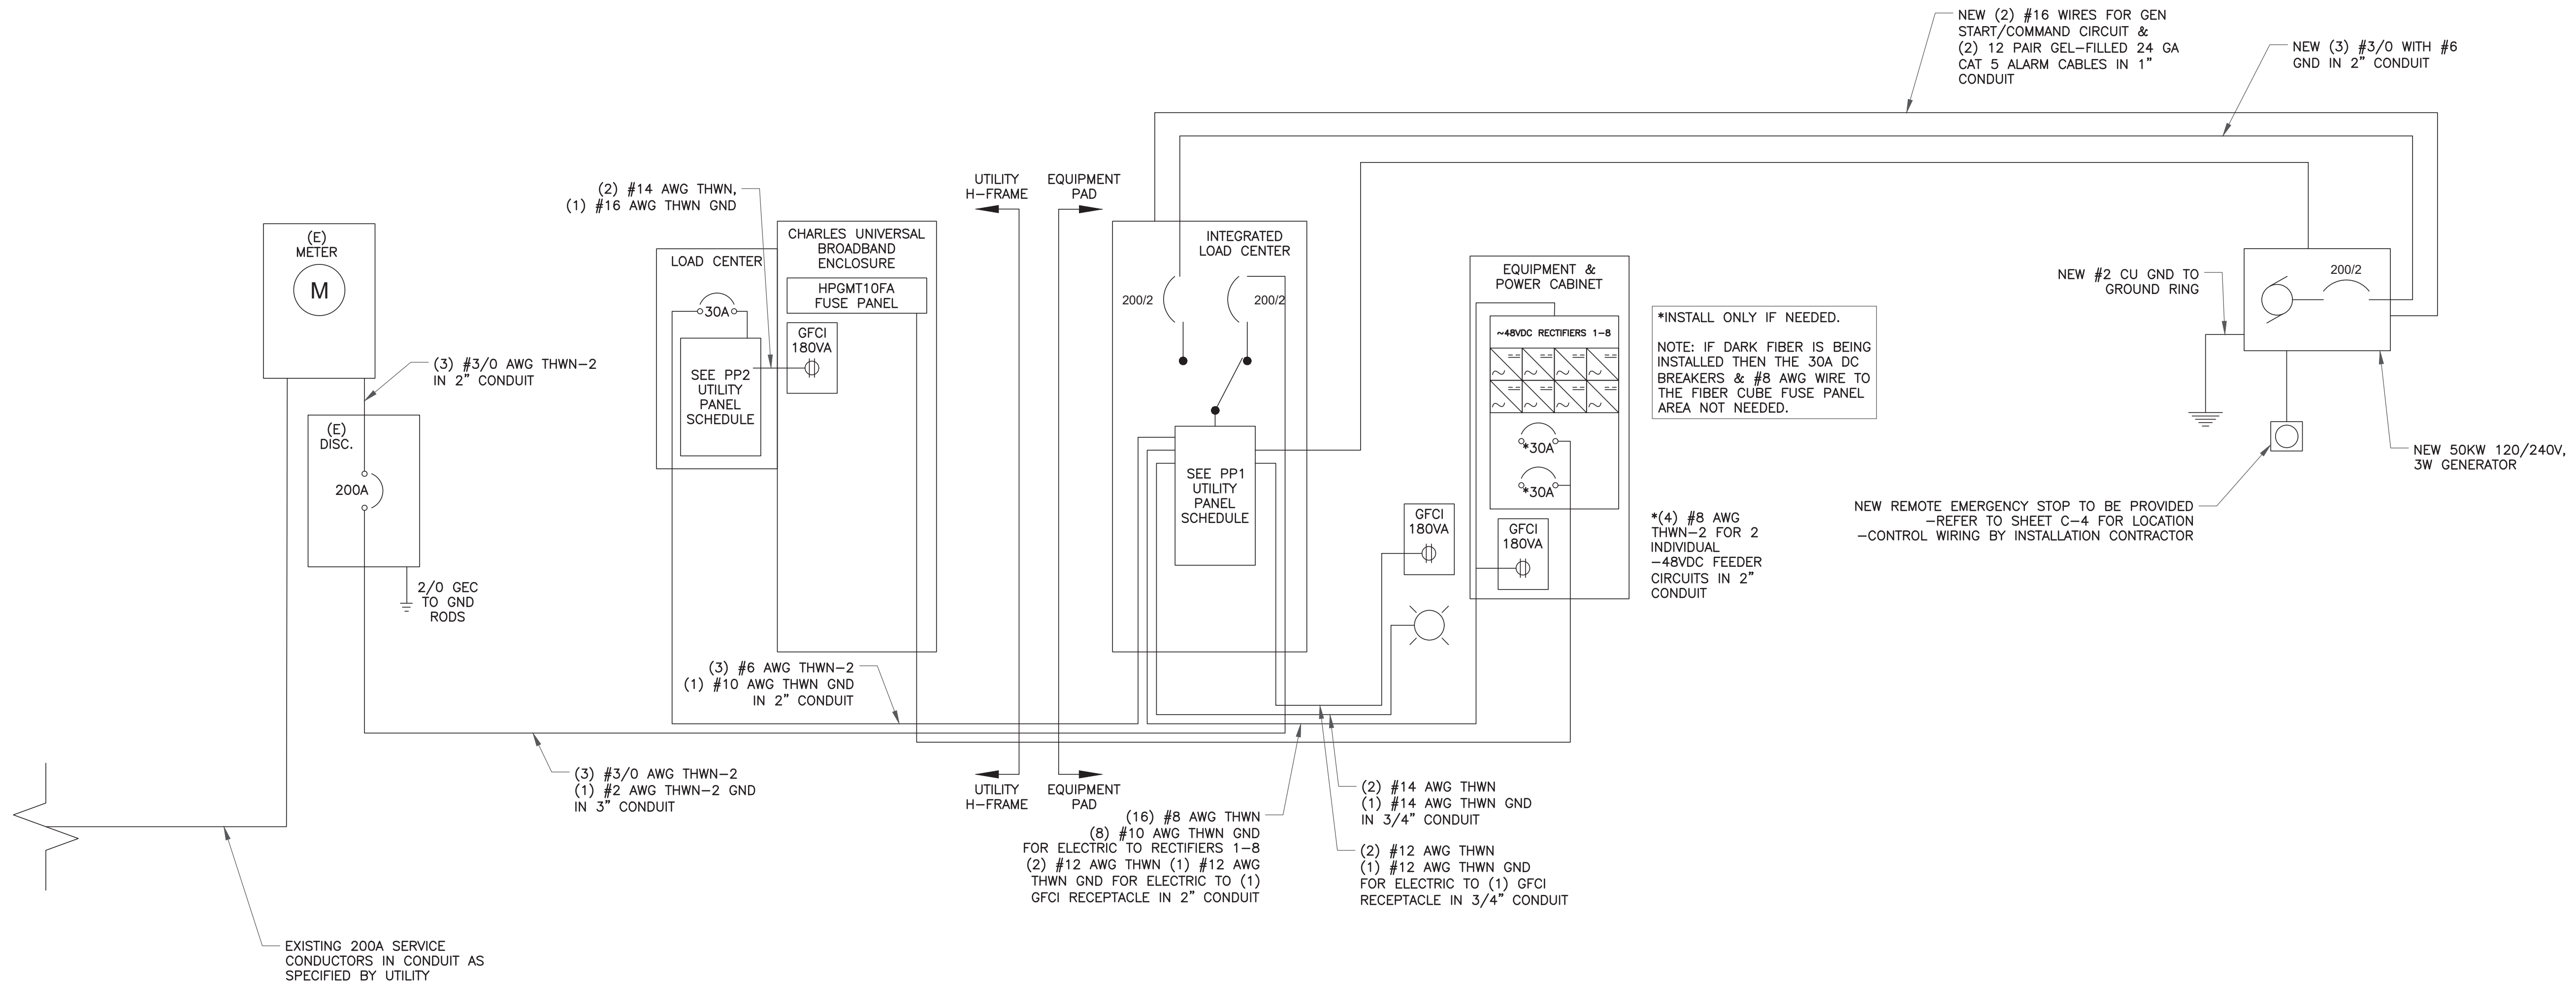 NEW (2) #16 WIRES FOR GEN
START/COMMAND CIRCUIT &
(2) 12 PAIR GEL-FILLED 24 GA
CAT 5 ALARM CABLES IN 1"
CONDUIT
NEW (3) #3/0 WITH #6
GND IN 2" CONDUIT
(2) #14 AWG THWN,
(1) #16 AWG THWN GND
UTILITY
H-FRAME
EQUIPMENT
PAD
(E)
METER
M
(3) #3/0 AWG THWN-2
IN 2" CONDUIT
(E)
DISC.
200A
2/0 GEC
TO GND
RODS
LOAD CENTER
30A
SEE PP2
UTILITY
PANEL
SCHEDULE
CHARLES UNIVERSAL
BROADBAND
ENCLOSURE
HPGMT10FA
FUSE PANEL
GFCI
180VA
INTEGRATED
LOAD CENTER
200/2
200/2
SEE PP1
UTILITY
PANEL
SCHEDULE
GFCI
180VA
EQUIPMENT &
POWER CABINET
~48VDC RECTIFIERS 1-8
*30A
*30A
GFCI
180VA
*INSTALL ONLY IF NEEDED.
NOTE: IF DARK FIBER IS BEING
INSTALLED THEN THE 30A DC
BREAKERS & #8 AWG WIRE TO
THE FIBER CUBE FUSE PANEL
AREA NOT NEEDED.
*(4) #8 AWG
THWN-2 FOR 2
INDIVIDUAL
-48VDC FEEDER
CIRCUITS IN 2"
CONDUIT
NEW #2 CU GND TO
GROUND RING
200/2
NEW 50KW 120/240V,
3W GENERATOR
NEW REMOTE EMERGENCY STOP TO BE PROVIDED
-REFER TO SHEET C-4 FOR LOCATION
-CONTROL WIRING BY INSTALLATION CONTRACTOR
(3) #6 AWG THWN-2
(1) #10 AWG THWN GND
IN 2" CONDUIT
(3) #3/0 AWG THWN-2
(1) #2 AWG THWN-2 GND
IN 3" CONDUIT
UTILITY
H-FRAME
EQUIPMENT
PAD
(16) #8 AWG THWN
(8) #10 AWG THWN GND
FOR ELECTRIC TO RECTIFIERS 1-8
(2) #12 AWG THWN (1) #12 AWG
THWN GND FOR ELECTRIC TO (1)
GFCI RECEPTACLE IN 2" CONDUIT
(2) #14 AWG THWN
(1) #14 AWG THWN GND
IN 3/4" CONDUIT
(2) #12 AWG THWN
(1) #12 AWG THWN GND
FOR ELECTRIC TO (1) GFCI
RECEPTACLE IN 3/4" CONDUIT
EXISTING 200A SERVICE
CONDUCTORS IN CONDUIT AS
SPECIFIED BY UTILITY